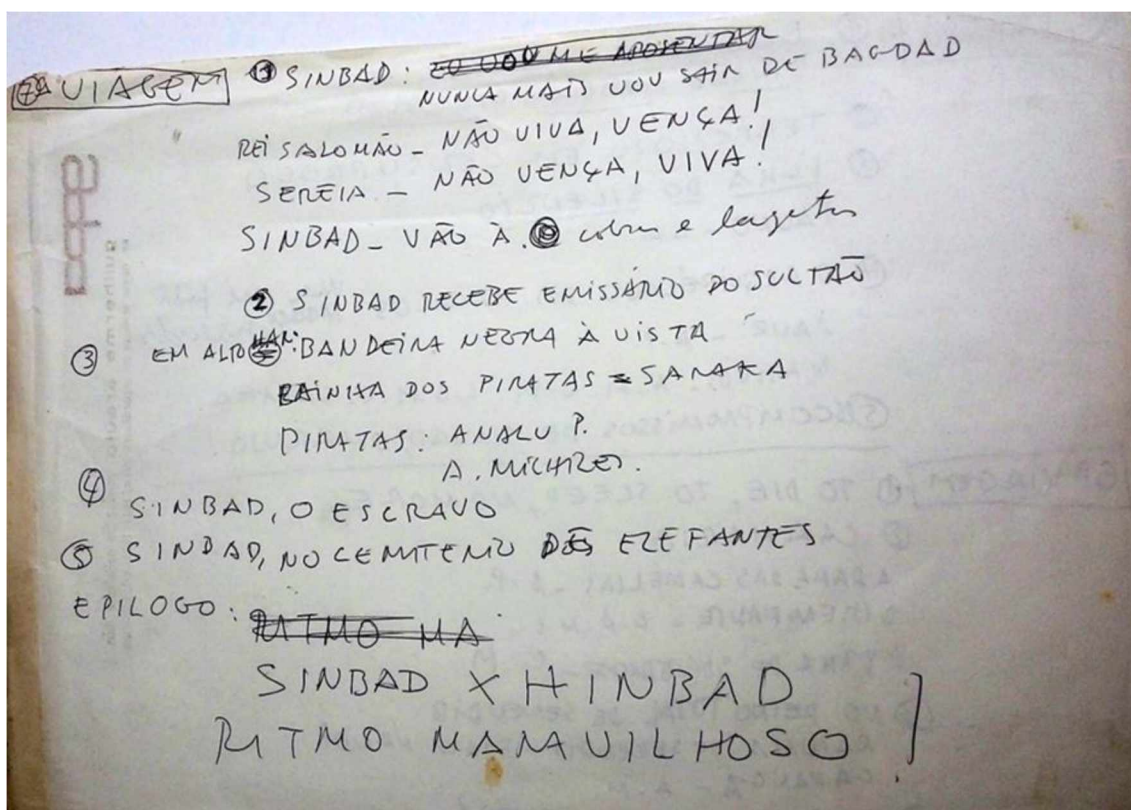 7ª VIAGEM ① SINBAD: EU VOU ME APOSENTAR
NUNCA MAIS VOU SAIR DE BAGDAD
REI SALOMÃO - NÃO VIVA, VENÇA!
SEREIA - NÃO VENÇA, VIVA!
SINBAD - VÃO À. cobra e
② SINBAD RECEBE EMISSÁRIO DO SULTÃO
③ EM ALTO MAR: BANDEIRA NEGRA À VISTA
RAINHA DOS PIRATAS = SARAKA
PIRATAS: ANALU P.
A.
④ SINBAD, O ESCRAVO
⑤ SINBAD, NO CEMITERIO DOS ELEFANTES
EPILOGO: RITMO MA
SINBAD X HINBAD
RITMO MARAVILHOSO!